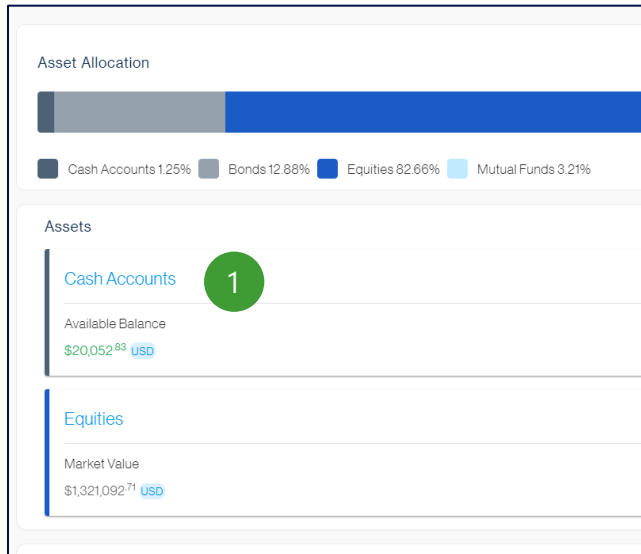 Asset Allocation
Cash Accounts 1.25% Bonds 12.88% Equities 82.66% Mutual Funds 3.21%
Assets
Cash Accounts 1
Available Balance
$20,052.83 USD
Equities
Market Value
$1,321,092.71 USD